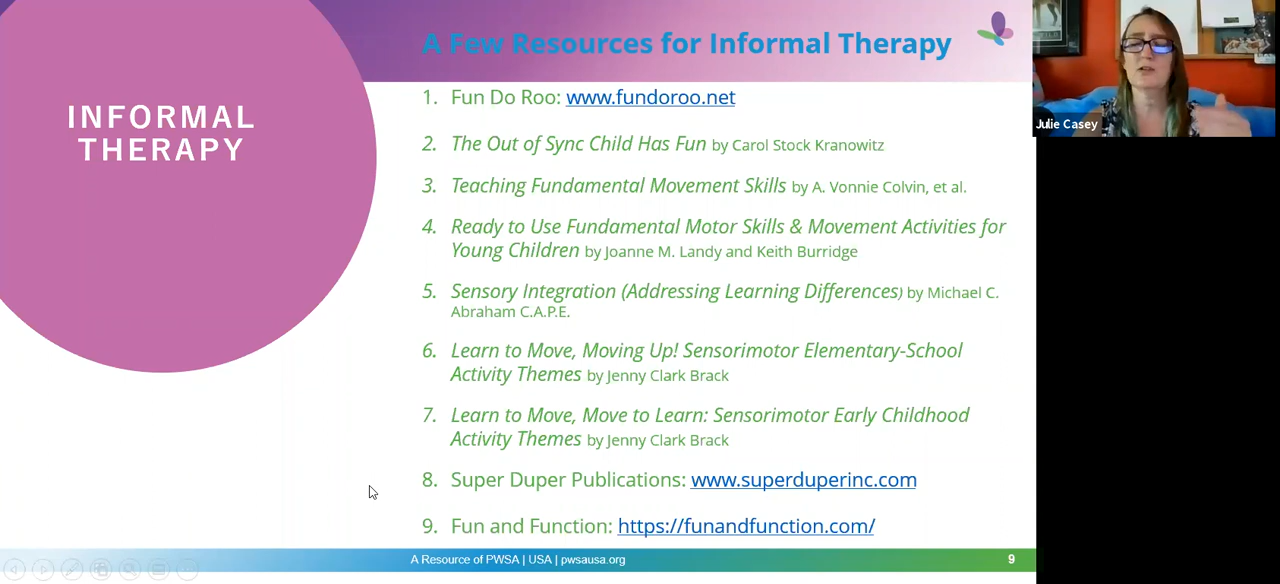 INFORMAL
THERAPY
A Few Resources for Informal Therapy
1. Fun Do Roo: www.fundoroo.net
2. The Out of Sync Child Has Fun by Carol Stock Kranowitz
3. Teaching Fundamental Movement Skills by A. Vonnie Colvin, et al.
4. Ready to Use Fundamental Motor Skills & Movement Activities for
Young Children by Joanne M. Landy and Keith Burridge
5. Sensory Integration (Addressing Learning Differences) by Michael C.
Abraham C.A.P.E.
6. Learn to Move, Moving Up! Sensorimotor Elementary-School
Activity Themes by Jenny Clark Brack
7. Learn to Move, Move to Learn: Sensorimotor Early Childhood
Activity Themes by Jenny Clark Brack
8. Super Duper Publications: www.superduperinc.com
9. Fun and Function: https://funandfunction.com/
A Resource of PWSA | USA | pwsausa.org
9
Julie Casey